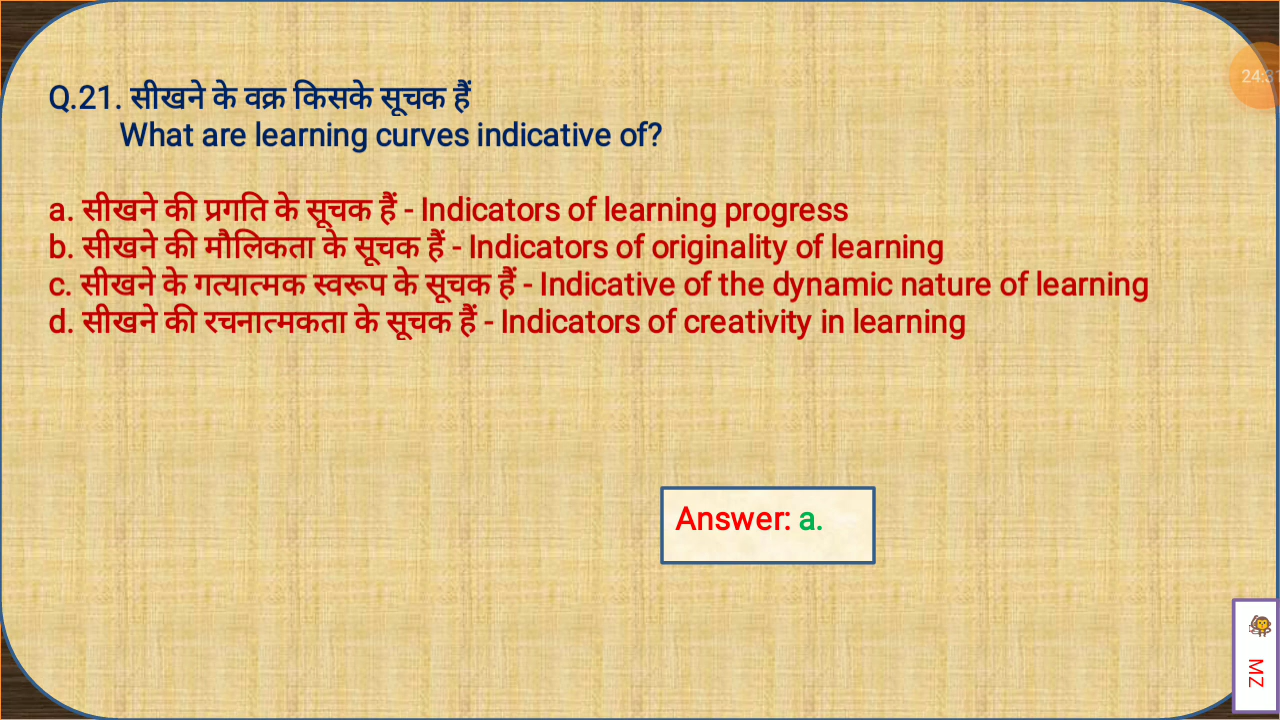 Q.21. सीखने के वक्र किसके सूचक हैं
What are learning curves indicative of?
a. सीखने की प्रगति के सूचक हैं - Indicators of learning progress
b. सीखने की मौलिकता के सूचक हैं - Indicators of originality of learning
c. सीखने के गत्यात्मक स्वरूप के सूचक हैं - Indicative of the dynamic nature of learning
d. सीखने की रचनात्मकता के सूचक हैं - Indicators of creativity in learning
Answer: a.
MZ